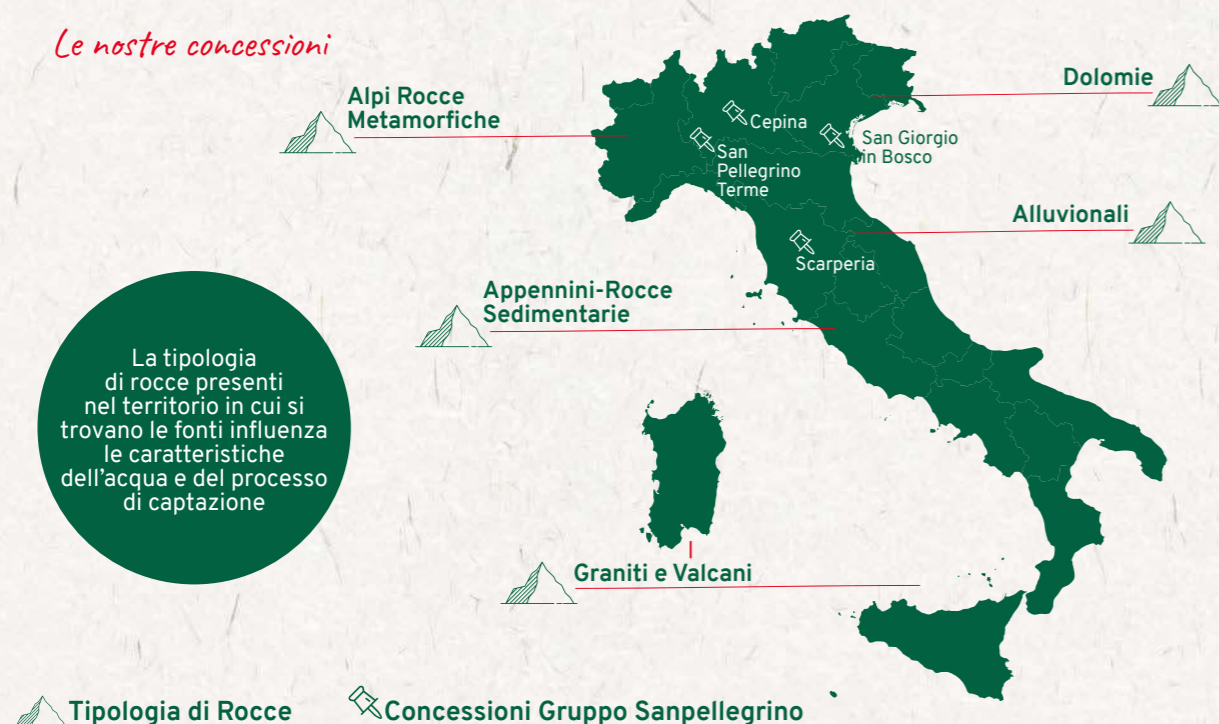 Le nostre concessioni
Alpi Rocce
Metamorfiche
Dolomie
Cepina
San Giorgio
in Bosco
San
Pellegrino
Terme
Alluvionali
Scarperia
Appennini-Rocce
Sedimentarie
La tipologia
di rocce presenti
nel territorio in cui si
trovano le fonti influenza
le caratteristiche
dell'acqua e del processo
di captazione
Graniti e Valcani
Tipologia di Rocce
Concessioni Gruppo Sanpellegrino